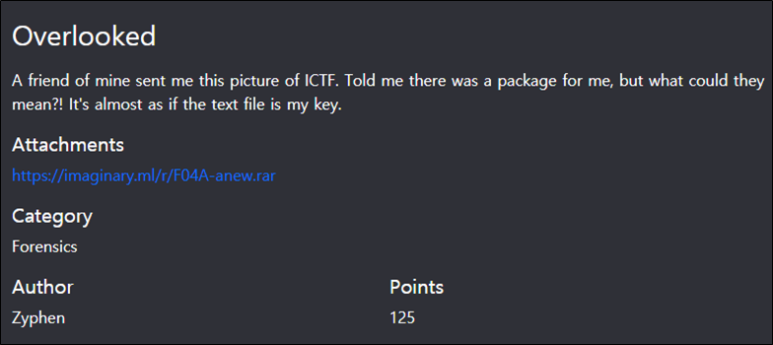 Overlooked
A friend of mine sent me this picture of ICTF. Told me there was a package for me, but what could they
mean?! It's almost as if the text file is my key.
Attachments
https://imaginary.ml/r/F04A-anew.rar
Category
Forensics
Author Points
Zyphen 125